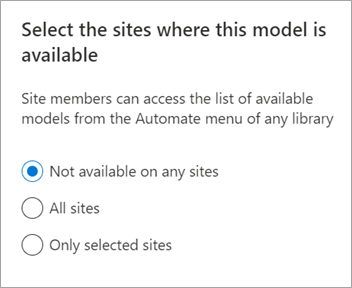 Select the sites where this model is
available
Site members can access the list of available
models from the Automate menu of any library
Not available on any sites
All sites
Only selected sites